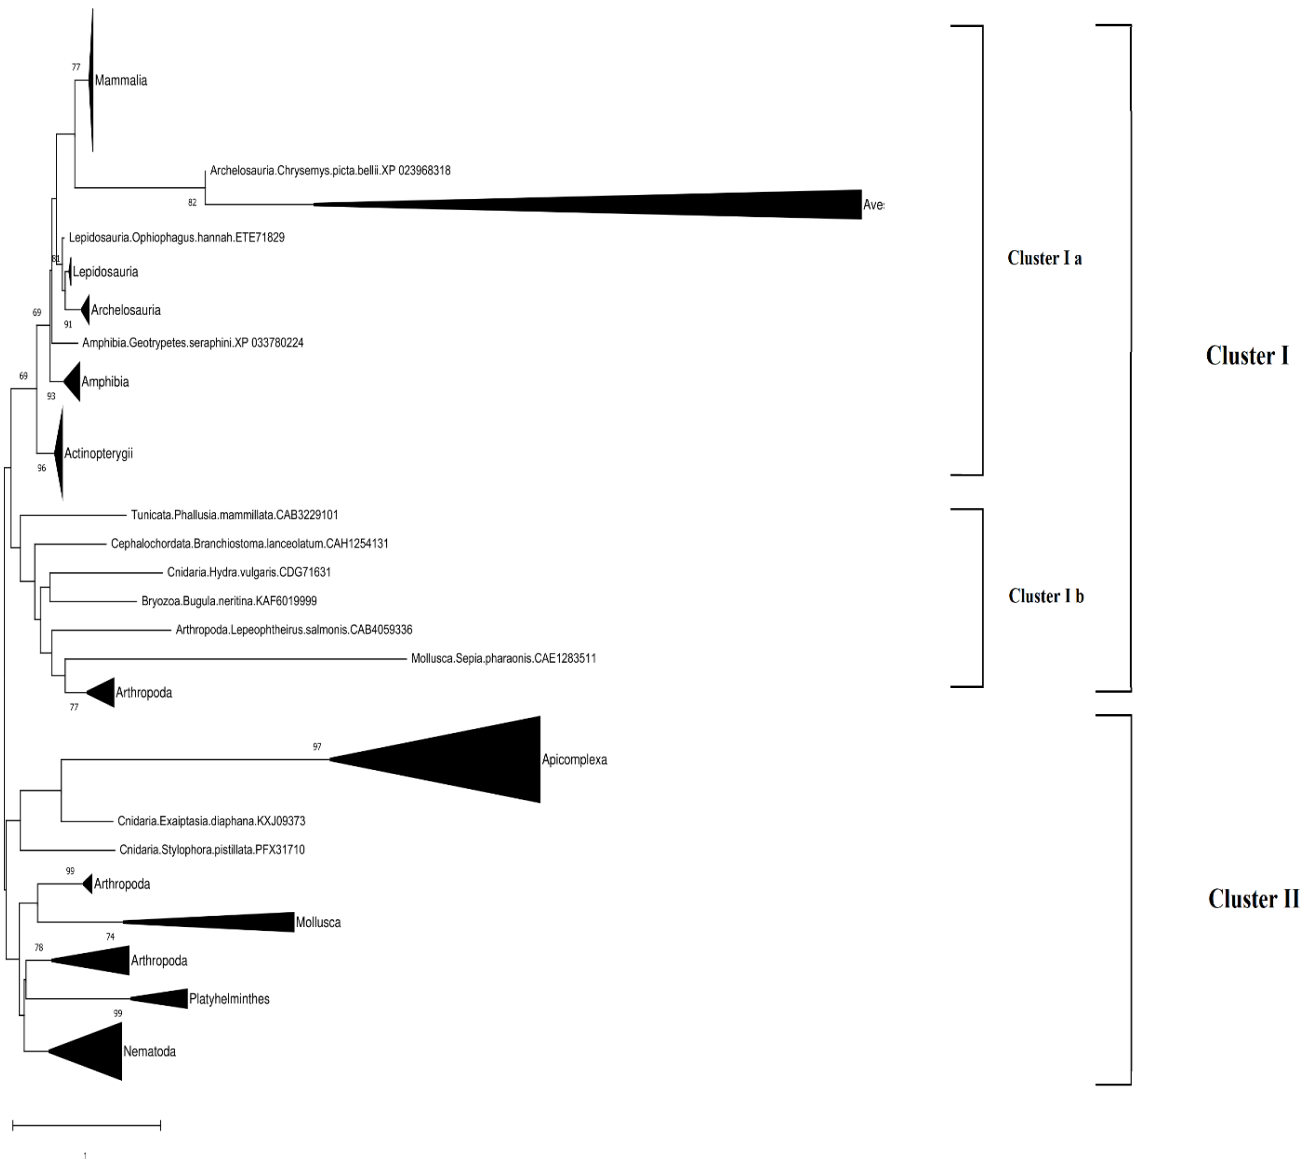 77
Mammalia
Archelosauria.Chrysemys.picta.bellii.XP 023968318
82
Aves
Lepidosauria.Ophiophagus.hannah.ETE71829
81
Lepidosauria
Cluster I a
Archelosauria
69
91
Amphibia.Geotrypetes.seraphini.XP 033780224
Cluster I
69
Amphibia
93
Actinopterygii
96
Tunicata.Phallusia.mammillata.CAB3229101
Cephalochordata.Branchiostoma.lanceolatum.CAH1254131
Cnidaria.Hydra.vulgaris.CDG71631
Bryozoa.Bugula.neritina.KAF6019999
Cluster I b
Arthropoda.Lepeophtheirus.salmonis.CAB4059336
Mollusca.Sepia.pharaonis.CAE1283511
Arthropoda
77
97
Apicomplexa
Cnidaria.Exaiptasia.diaphana.KXJ09373
Cnidaria.Stylophora.pistillata.PFX31710
99
Arthropoda
Cluster II
Mollusca
74
78
Arthropoda
Platyhelminthes
99
Nematoda
1